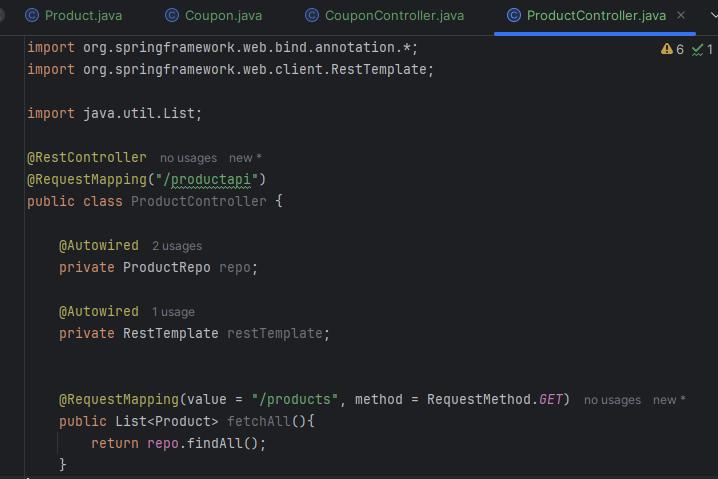 Product.java Coupon.java CouponController.java ProductController.java
6 1
import org.springframework.web.bind.annotation.*;
import org.springframework.web.client.RestTemplate;
import java.util.List;
@RestController no usages new *
@RequestMapping("/productapi")
public class ProductController {
@Autowired 2 usages
private ProductRepo repo;
@Autowired 1 usage
private RestTemplate restTemplate;
@RequestMapping(value = "/products", method = RequestMethod.GET) no usages new *
public List<Product> fetchAll(){
return repo.findAll();
}